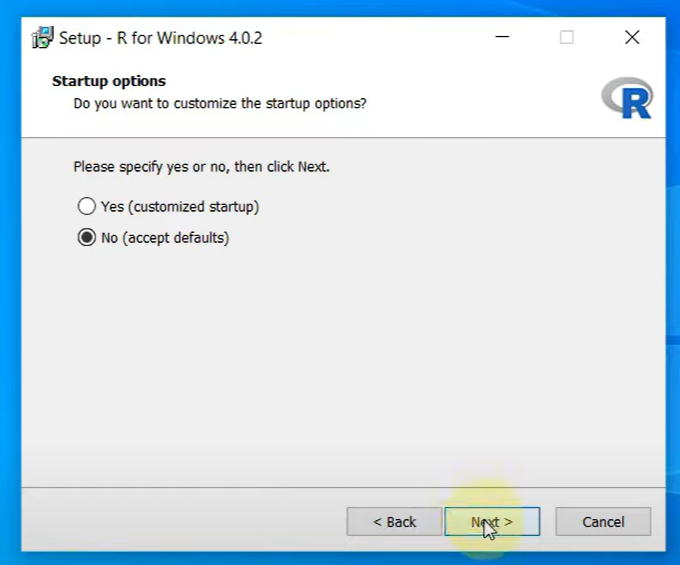 Setup - R for Windows 4.0.2
Startup options
Do you want to customize the startup options?
R
Please specify yes or no, then click Next.
Yes (customized startup)
No (accept defaults)
< Back
Next >
Cancel